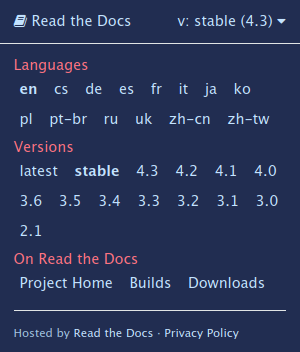 Read the Docs v: stable (4.3)
Languages
en cs de es fr it ja ko
pl pt-br ru uk zh-cn zh-tw
Versions
latest stable 4.3 4.2 4.1 4.0
3.6 3.5 3.4 3.3 3.2 3.1 3.0
2.1
On Read the Docs
Project Home Builds Downloads
Hosted by Read the Docs · Privacy Policy